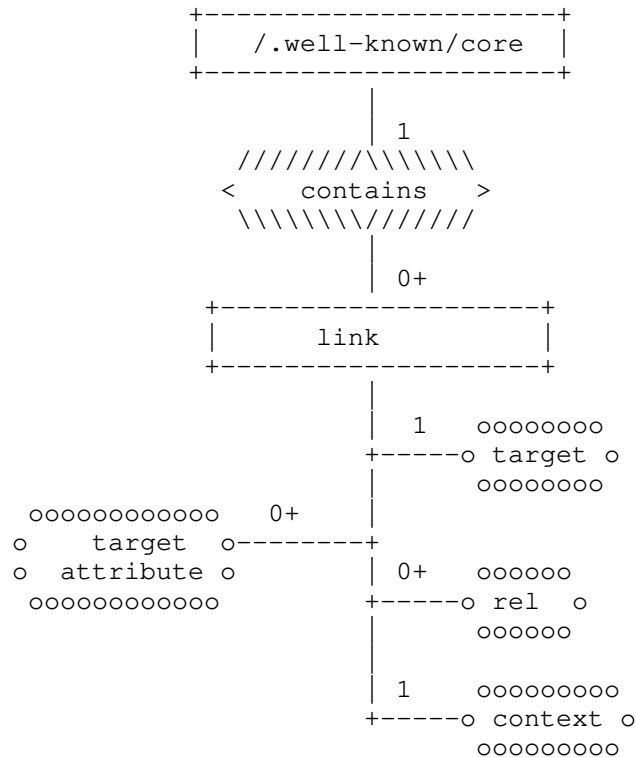 /.well-known/core
1
contains
0+
link
1
target
0+
target
attribute
0+
rel
1
context